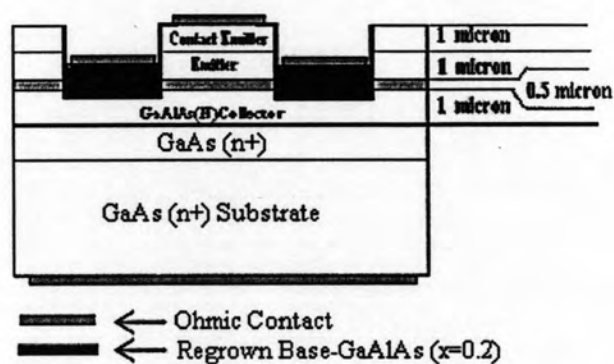 Contact Emitter
Emitter
GaAlAs(H)Collector
GaAs (n+)
GaAs (n+) Substrate
1 micron
1 micron
0.5 micron
1 micron
Ohmic Contact
Regrown Base-GaAlAs (x=0.2)